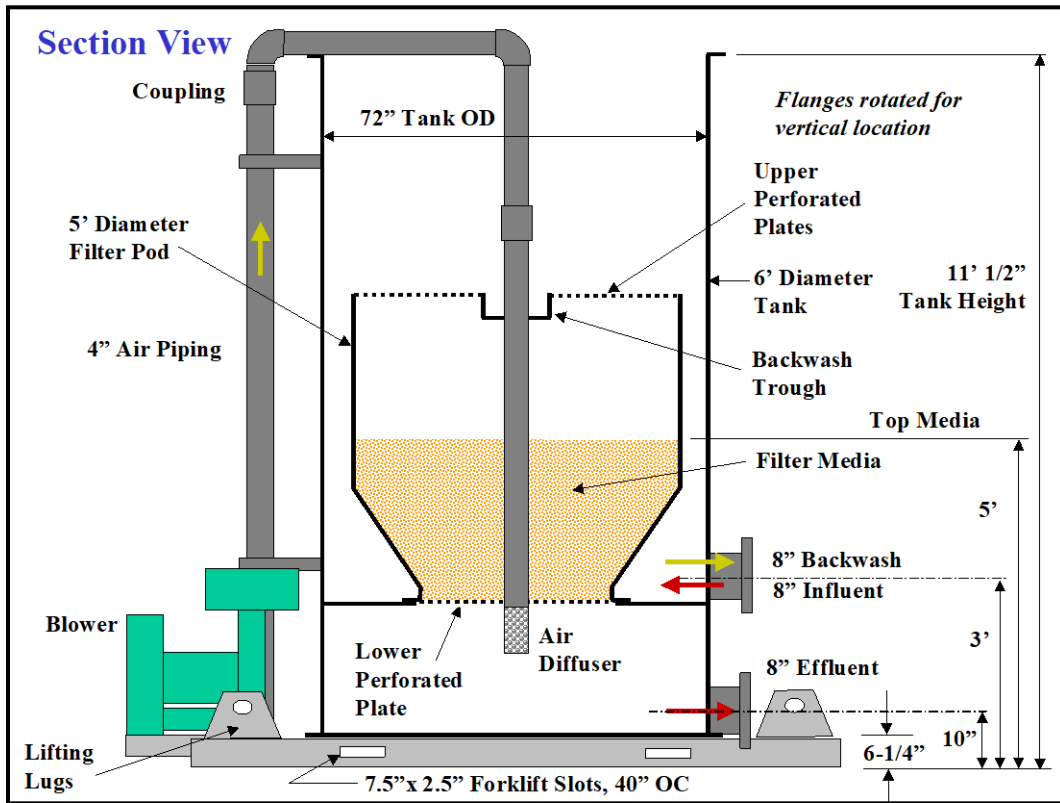 Section View
Coupling
72” Tank OD
Flanges rotated for
vertical location
Upper
Perforated
Plates
5’ Diameter
Filter Pod
6’ Diameter
Tank
11’ 1/2”
Tank Height
4” Air Piping
Backwash
Trough
Top Media
Filter Media
5’
8” Backwash
8” Influent
Blower
3’
Lower
Perforated
Plate
Air
Diffuser
8” Effluent
10”
6-1/4”
Lifting
Lugs
7.5”x 2.5” Forklift Slots, 40” OC